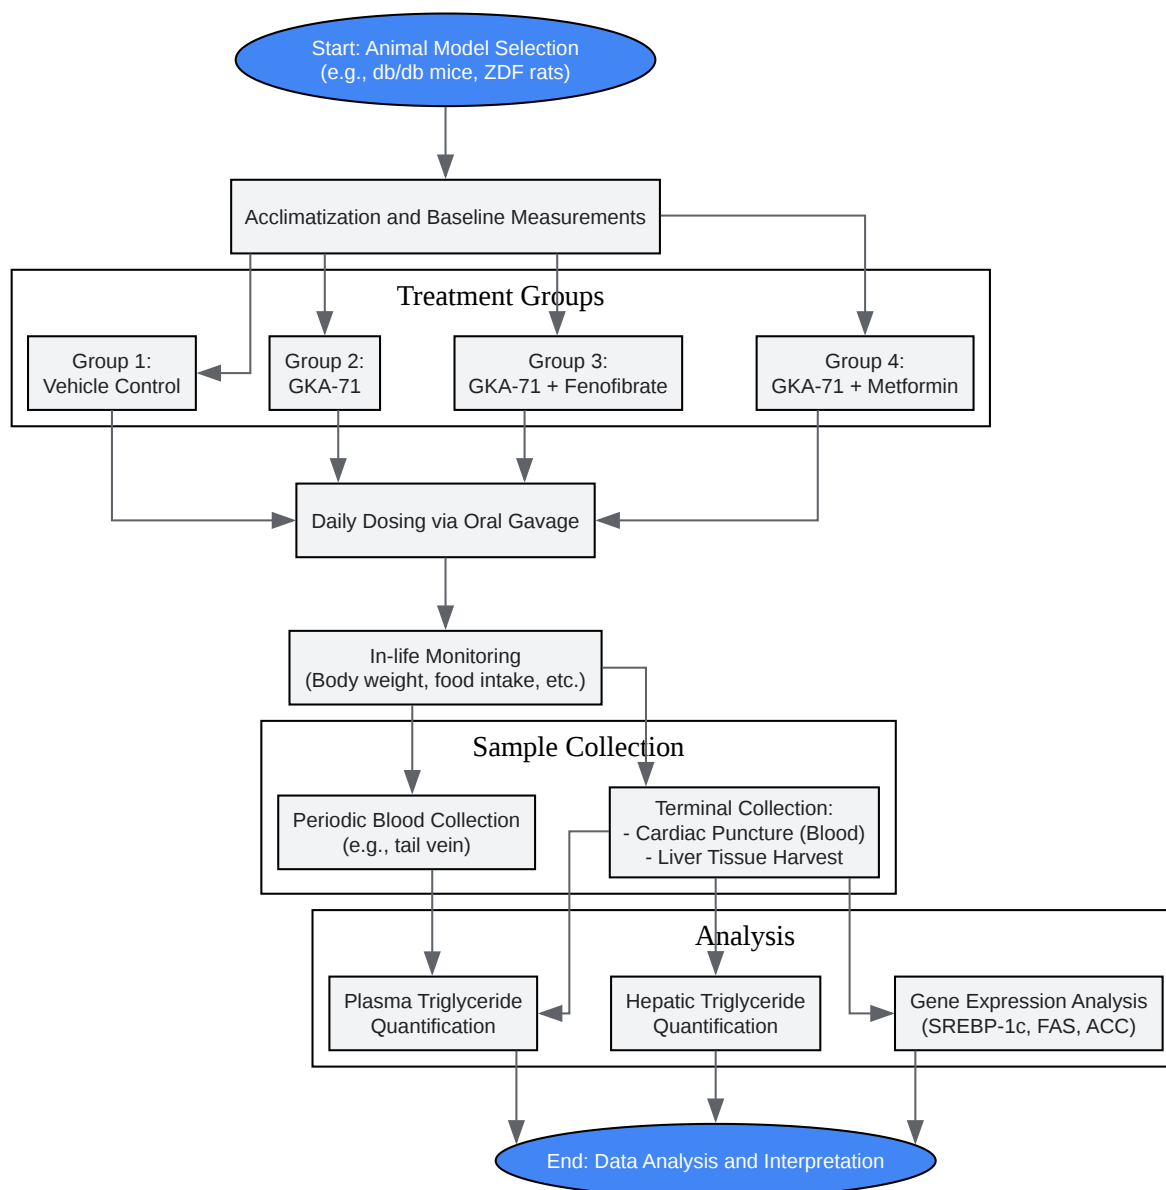 Start: Animal Model Selection
(e.g., db/db mice, ZDF rats)
Acclimatization and Baseline Measurements
Treatment Groups
Group 1:
Vehicle Control
Group 2:
GKA-71
Group 3:
GKA-71 + Fenofibrate
Group 4:
GKA-71 + Metformin
Daily Dosing via Oral Gavage
In-life Monitoring
(Body weight, food intake, etc.)
Sample Collection
Periodic Blood Collection
(e.g., tail vein)
Terminal Collection:
- Cardiac Puncture (Blood)
- Liver Tissue Harvest
Analysis
Plasma Triglyceride
Quantification
Hepatic Triglyceride
Quantification
Gene Expression Analysis
(SREBP-1c, FAS, ACC)
End: Data Analysis and Interpretation